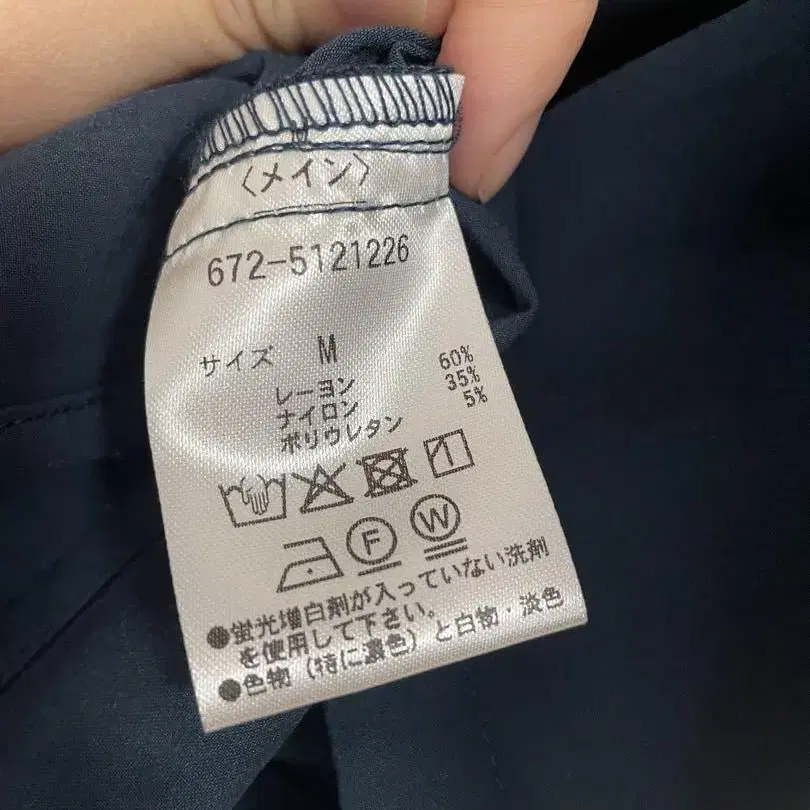 〈メイン〉
672-5121226
サイズ M
レーヨン 60%
ナイロン 35%
ポリウレタン 5%
F W
●蛍光増白剤が入っていない洗剤
を使用して下さい。
●色物（特に濃色）と白物・淡色